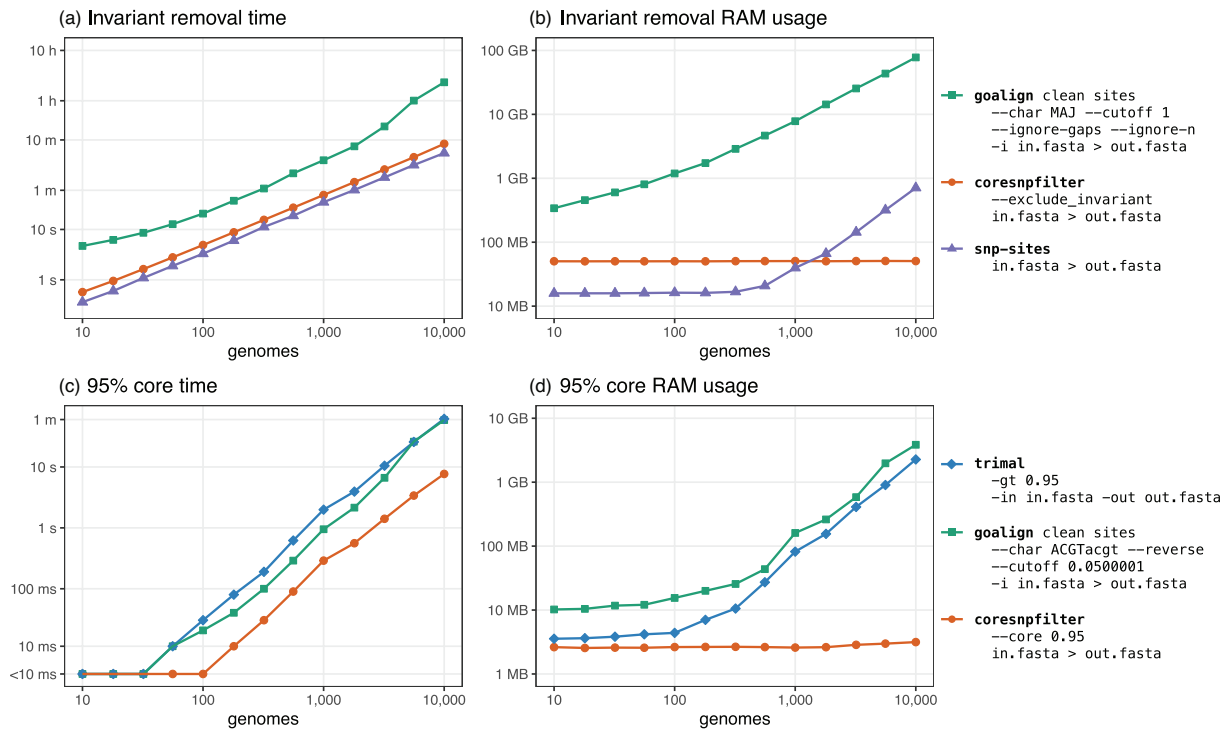 (a) Invariant removal time
10 h
1 h
10 m
1 m
10 s
1 s
10
100
1,000
10,000
genomes
(b) Invariant removal RAM usage
100 GB
10 GB
1 GB
100 MB
10 MB
10
100
1,000
10,000
genomes
goalign clean sites
--char MAJ --cutoff 1
--ignore-gaps --ignore-n
-i in.fasta > out.fasta
coresnpfilter
--exclude_invariant
in.fasta > out.fasta
snp-sites
in.fasta > out.fasta
(c) 95% core time
1 m
10 s
1 s
100 ms
10 ms
<10 ms
10
100
1,000
10,000
genomes
(d) 95% core RAM usage
10 GB
1 GB
100 MB
10 MB
1 MB
10
100
1,000
10,000
genomes
trimal
-gt 0.95
-in in.fasta -out out.fasta
goalign clean sites
--char ACGTacgt --reverse
--cutoff 0.0500001
-i in.fasta > out.fasta
coresnpfilter
--core 0.95
in.fasta > out.fasta